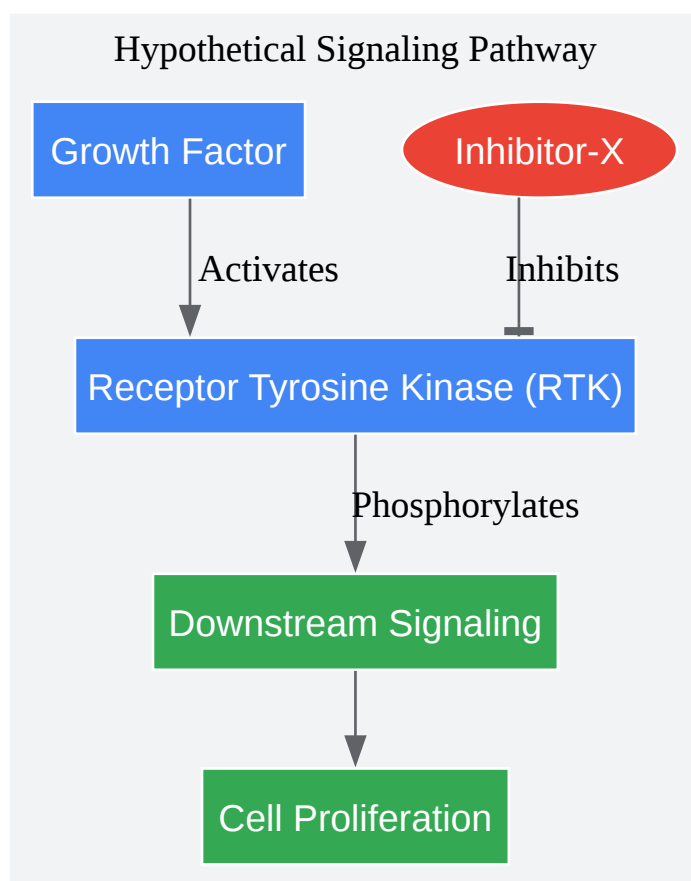 Hypothetical Signaling Pathway
Growth Factor
Inhibitor-X
Activates
Inhibits
Receptor Tyrosine Kinase (RTK)
Phosphorylates
Downstream Signaling
Cell Proliferation